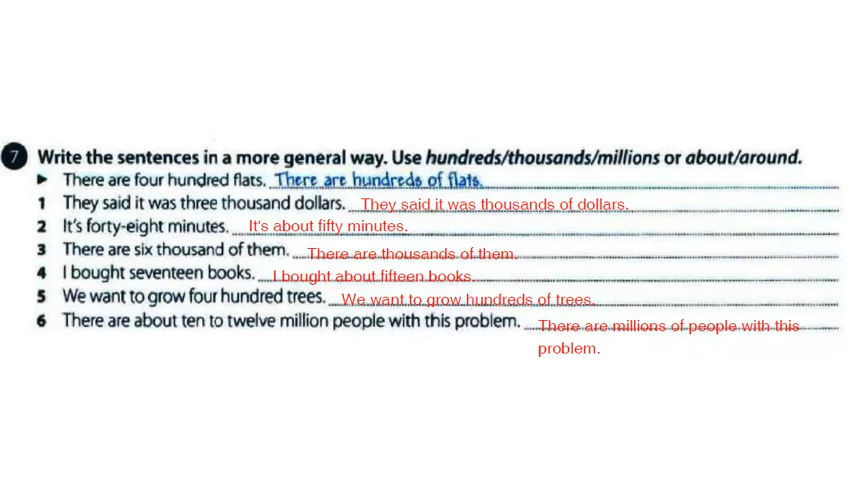 7 Write the sentences in a more general way. Use hundreds/thousands/millions or about/around.
► There are four hundred flats. There are hundreds of flats.
1 They said it was three thousand dollars. They said it was thousands of dollars.
2 It's forty-eight minutes. It's about fifty minutes.
3 There are six thousand of them. There are thousands of them.
4 I bought seventeen books. I bought about fifteen books.
5 We want to grow four hundred trees. We want to grow hundreds of trees.
6 There are about ten to twelve million people with this problem. There are millions of people with this
problem.